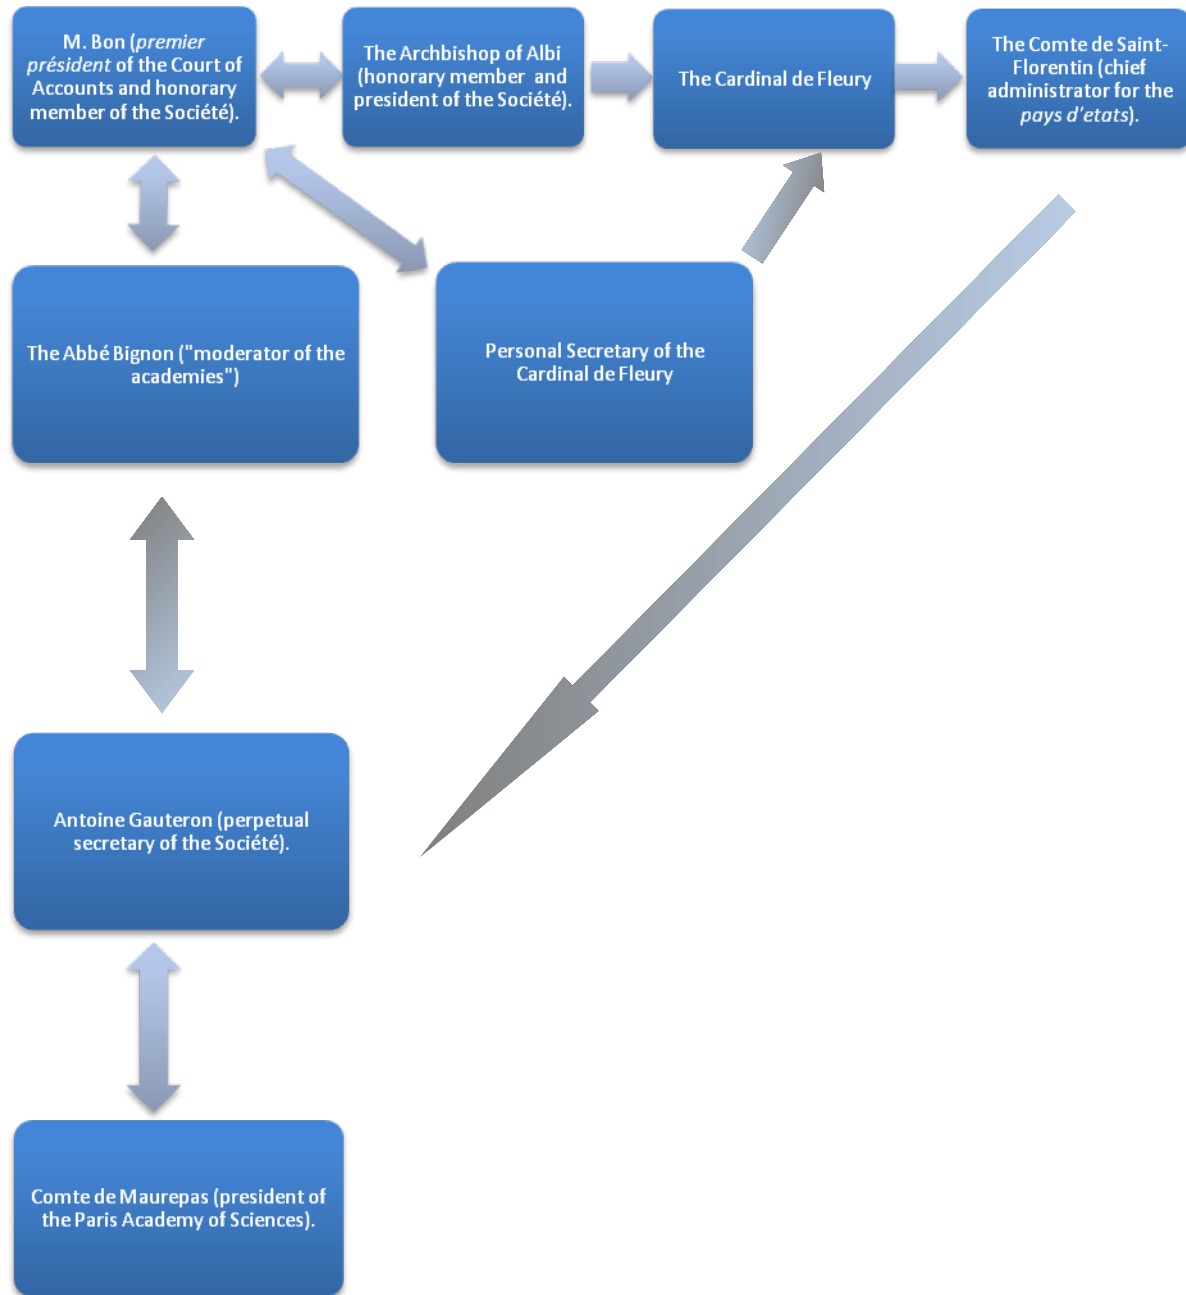 M. Bon (premier
président of the Court of
Accounts and honorary
member of the Société).
The Archbishop of Albi
(honorary member and
president of the Société).
The Cardinal de Fleury
The Comte de Saint-
Florentin (chief
administrator for the
pays d'etats).
The Abbé Bignon ("moderator of the
academies")
Personal Secretary of the
Cardinal de Fleury
Antoine Gauteron (perpetual
secretary of the Société).
Comte de Maurepas (president of
the Paris Academy of Sciences).